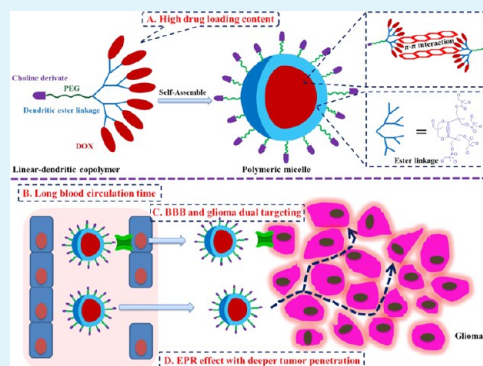 A. High drug loading content
π-π interaction
Choline derivate
PEG
Self-Assemble
Dendritic ester linkage
DOX
=
Ester linkage
Linear-dendritic copolymer
Polymeric micelle
B. Long blood circulation time
C. BBB and glioma dual targeting
Glioma
D. EPR effect with deeper tumor penetration